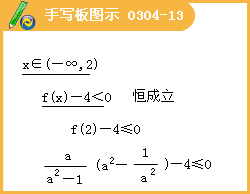 手写板图示 0304-13
x∈(-∞,2)
f(x)-4<0 恒成立
f(2)-4≤0
a/(a²-1) (a²-1/a²)-4≤0